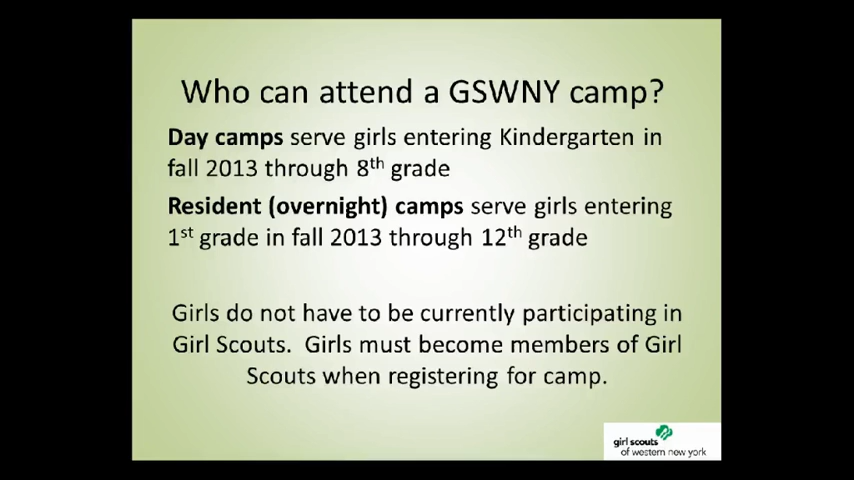 Who can attend a GSWNY camp?
Day camps serve girls entering Kindergarten in
fall 2013 through 8th grade
Resident (overnight) camps serve girls entering
1st grade in fall 2013 through 12th grade
Girls do not have to be currently participating in
Girl Scouts. Girls must become members of Girl
Scouts when registering for camp.
girl scouts
of western new york